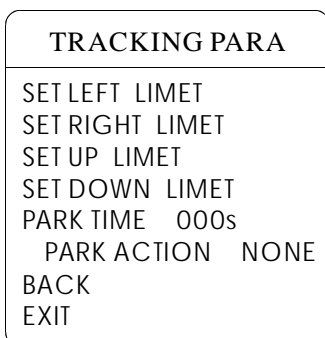 TRACKING PARA
SET LEFT LIMET
SET RIGHT LIMET
SET UP LIMET
SET DOWN LIMET
PARK TIME 000s
PARK ACTION NONE
BACK
EXIT